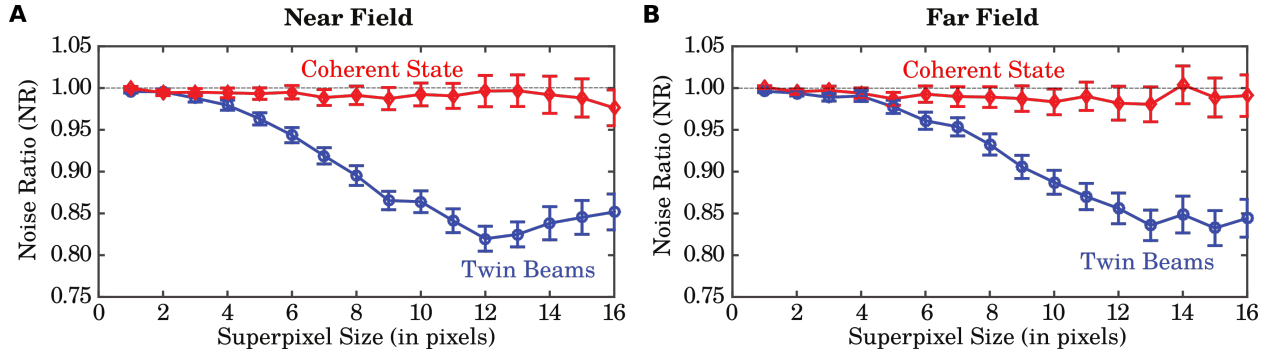 A
Near Field
Noise Ratio (NR)
1.05
1.00
0.95
0.90
0.85
0.80
0.75
Coherent State
Twin Beams
0 2 4 6 8 10 12 14 16
Superpixel Size (in pixels)
B
Far Field
Noise Ratio (NR)
1.05
1.00
0.95
0.90
0.85
0.80
0.75
Coherent State
Twin Beams
0 2 4 6 8 10 12 14 16
Superpixel Size (in pixels)